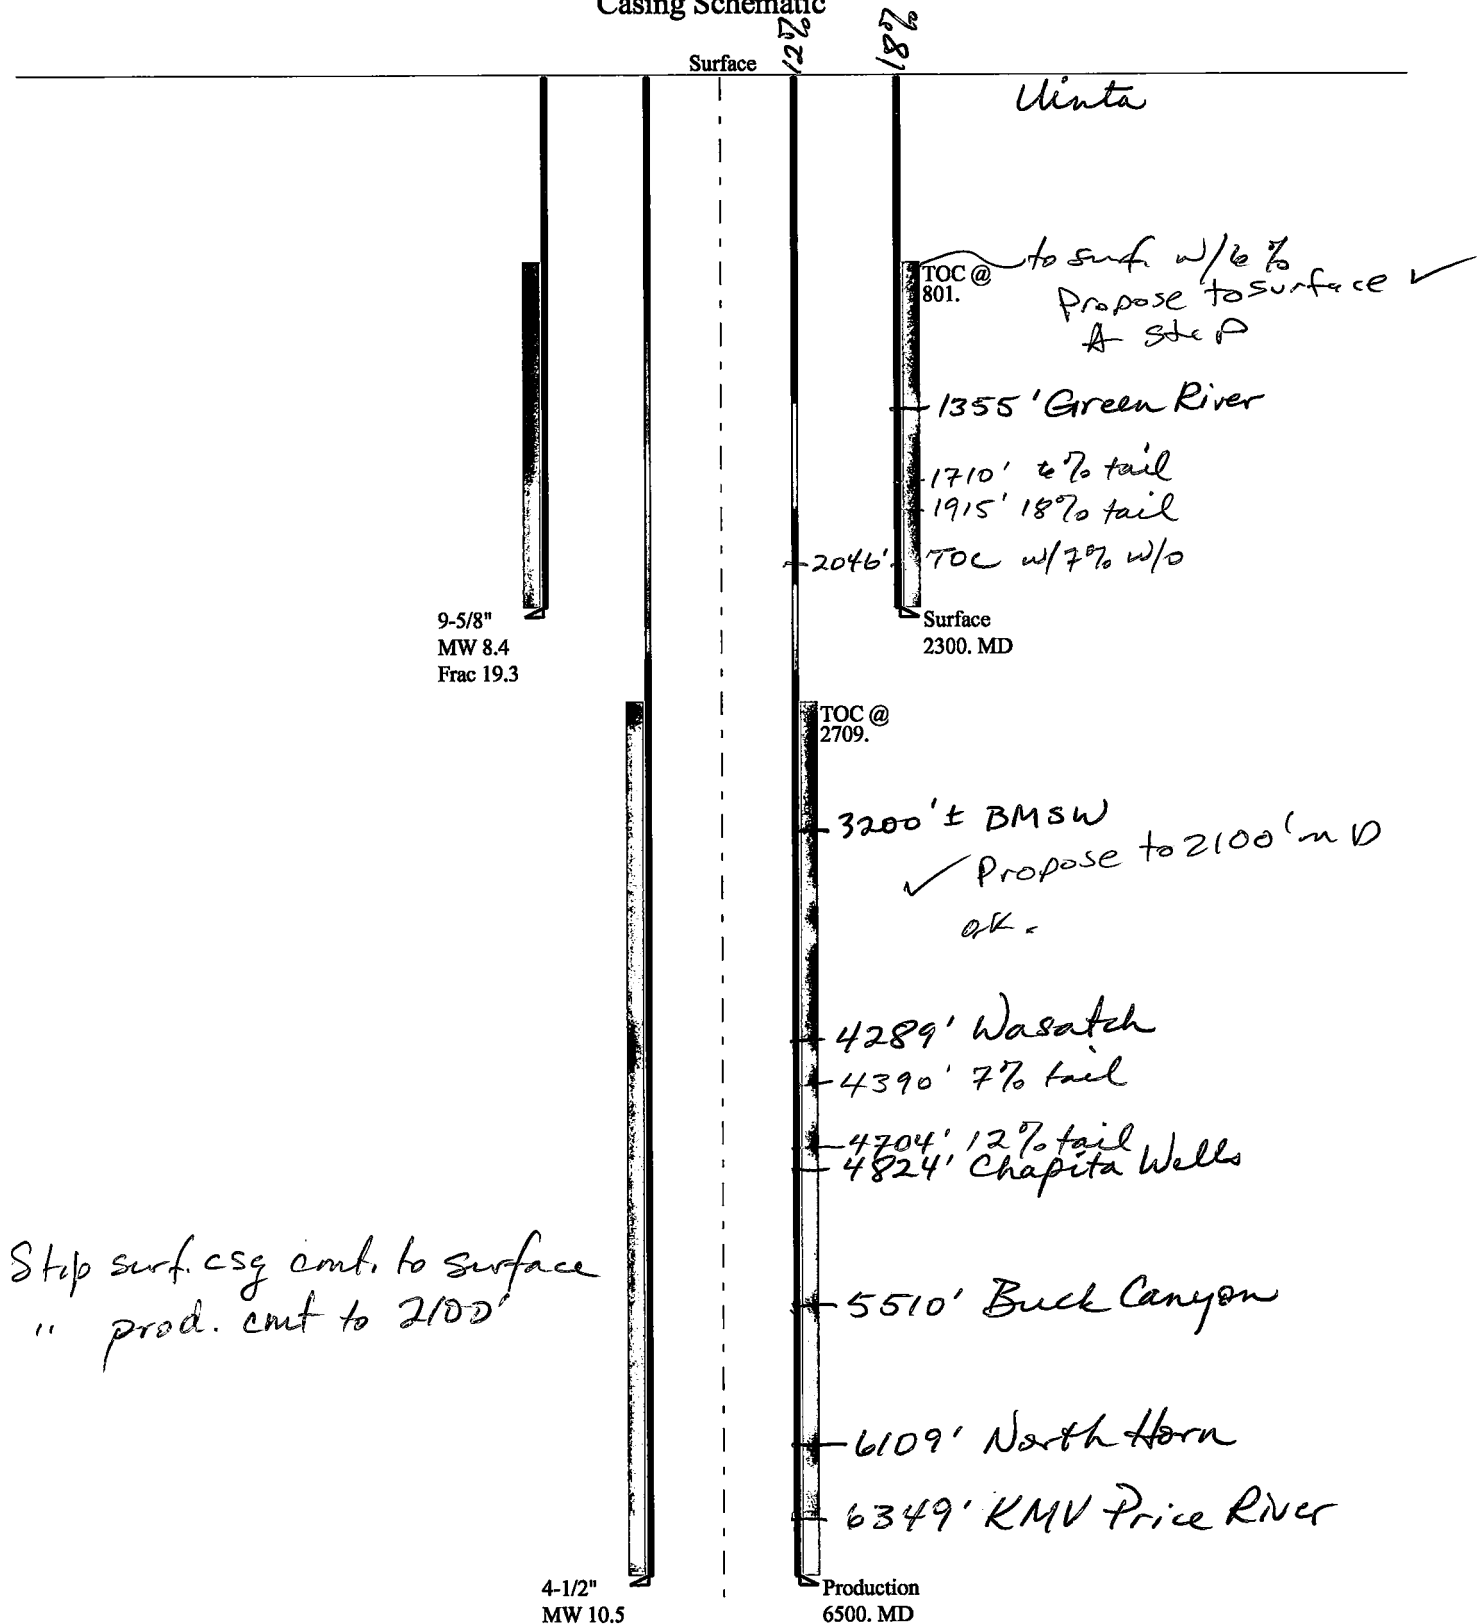 Casing Schematic
Surface
12%
18%
Uinta
to surf. w/6%
TOC @
801.
Propose to surface ✓
1355' Green River
1710' 6% tail
1915' 18% tail
2046' TOC w/7% w/o
9-5/8"
MW 8.4
Frac 19.3
Surface
2300. MD
TOC @
2709.
3200' ± BMSW
✓ Propose to 2100' m D
ok.
4289' Wasatch
4390' 7% tail
4704' 12% tail
4824' Chapita Wells
Stip surf. csg cmt. to surface
" prod. cmt to 2100'
5510' Buck Canyon
6109' North Horn
6349' KMV Price River
4-1/2"
MW 10.5
Production
6500. MD